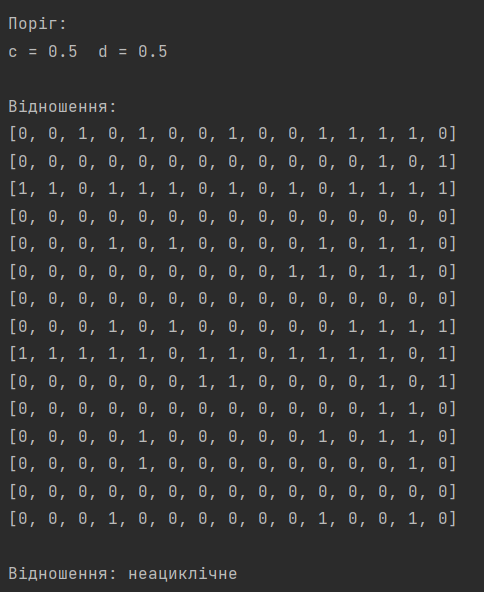 Поріг:
c = 0.5  d = 0.5
Відношення:
[0, 0, 1, 0, 1, 0, 0, 1, 0, 0, 1, 1, 1, 1, 0]
[0, 0, 0, 0, 0, 0, 0, 0, 0, 0, 0, 0, 1, 0, 1]
[1, 1, 0, 1, 1, 1, 0, 1, 0, 1, 0, 1, 1, 1, 1]
[0, 0, 0, 0, 0, 0, 0, 0, 0, 0, 0, 0, 0, 0, 0]
[0, 0, 0, 1, 0, 1, 0, 0, 0, 0, 1, 0, 1, 1, 0]
[0, 0, 0, 0, 0, 0, 0, 0, 0, 1, 1, 0, 1, 1, 0]
[0, 0, 0, 0, 0, 0, 0, 0, 0, 0, 0, 0, 0, 0, 0]
[0, 0, 0, 1, 0, 1, 0, 0, 0, 0, 0, 1, 1, 1, 1]
[1, 1, 1, 1, 1, 0, 1, 1, 0, 1, 1, 1, 1, 0, 1]
[0, 0, 0, 0, 0, 0, 1, 1, 0, 0, 0, 0, 1, 0, 1]
[0, 0, 0, 0, 0, 0, 0, 0, 0, 0, 0, 0, 1, 1, 0]
[0, 0, 0, 0, 1, 0, 0, 0, 0, 0, 1, 0, 1, 1, 0]
[0, 0, 0, 0, 1, 0, 0, 0, 0, 0, 0, 0, 0, 1, 0]
[0, 0, 0, 0, 0, 0, 0, 0, 0, 0, 0, 0, 0, 0, 0]
[0, 0, 0, 1, 0, 0, 0, 0, 0, 0, 1, 0, 0, 1, 0]
Відношення: неациклічне